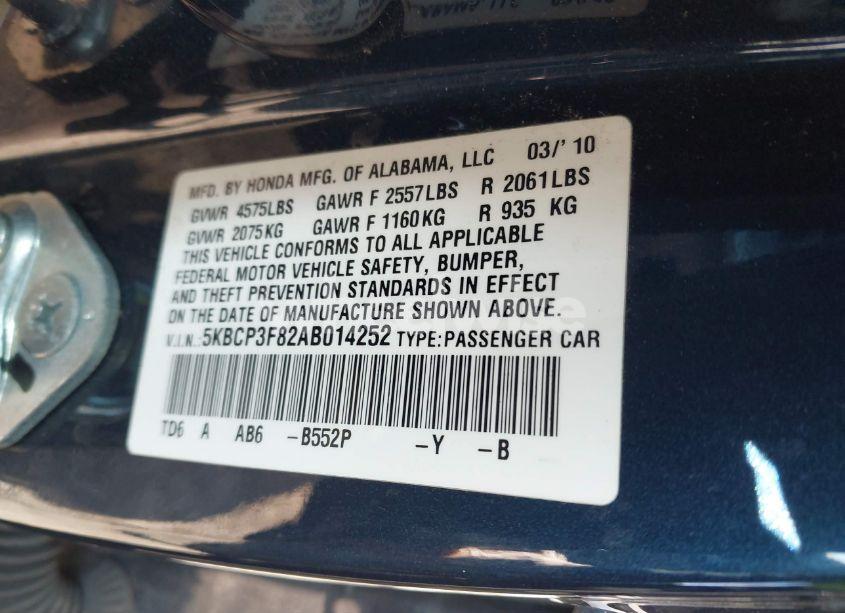 MFD. BY HONDA MFG. OF ALABAMA, LLC 03/'10
GVWR 4575LBS GAWR F 2557LBS R 2061LBS
GVWR 2075KG GAWR F 1160KG R 935 KG
THIS VEHICLE CONFORMS TO ALL APPLICABLE
FEDERAL MOTOR VEHICLE SAFETY, BUMPER,
AND THEFT PREVENTION STANDARDS IN EFFECT
ON THE DATE OF MANUFACTURE SHOWN ABOVE.
V.I.N.:5KBCP3F82AB014252 TYPE:PASSENGER CAR
TD6 A AB6 -B552P -Y -B